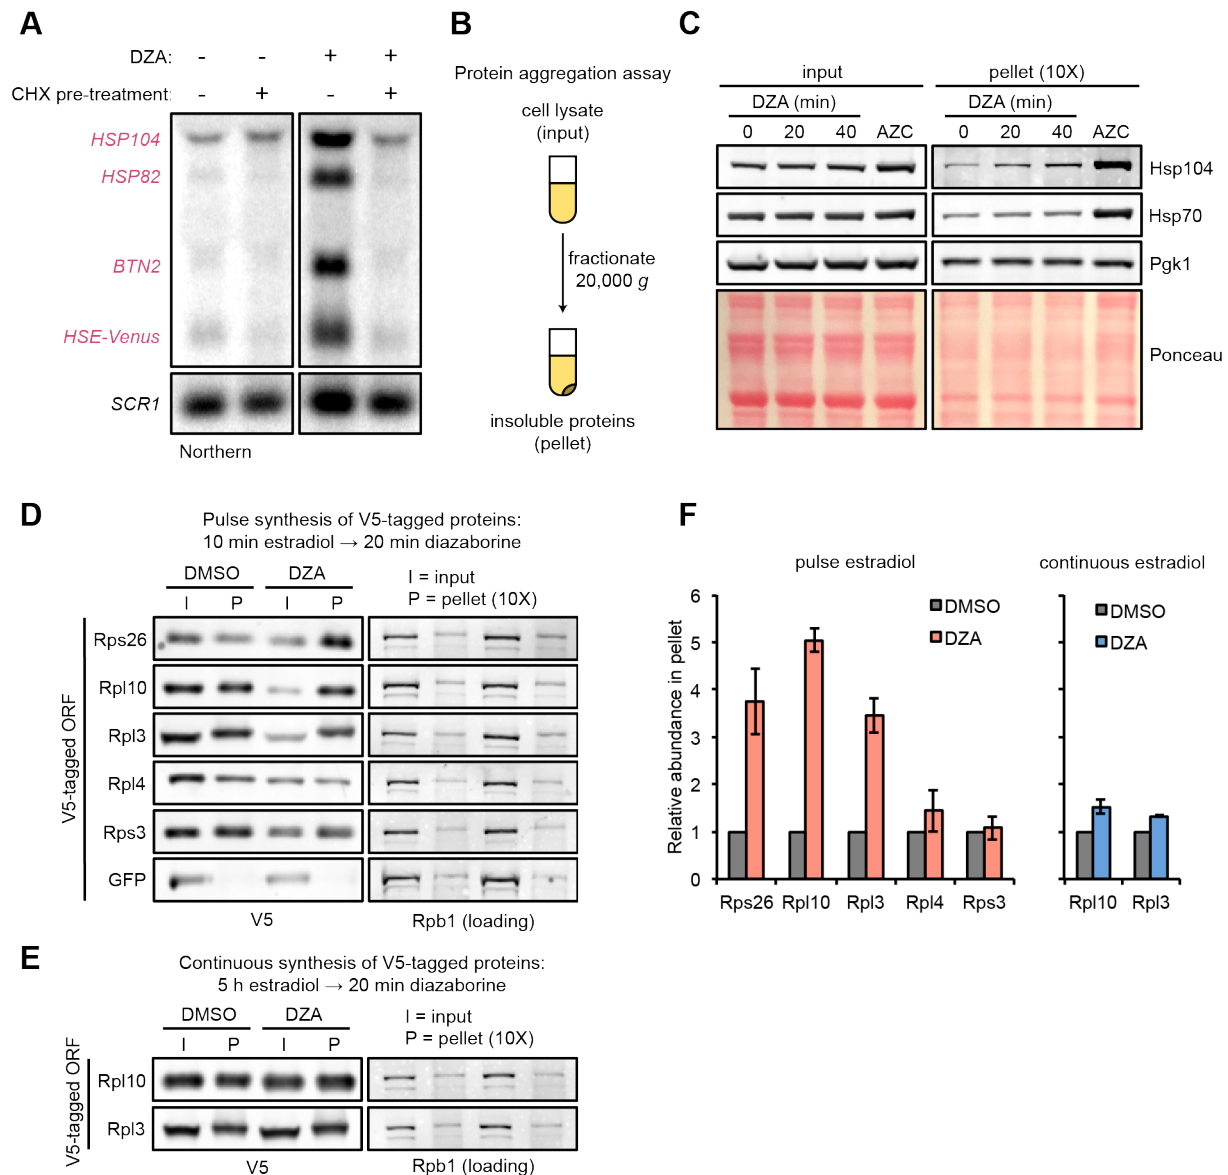 A
DZA: - - + +
CHX pre-treatment: - + - +
HSP104
HSP82
BTN2
HSE-Venus
SCR1
Northern
B
Protein aggregation assay
cell lysate
(input)
fractionate
20,000 g
insoluble proteins
(pellet)
C
input pellet (10X)
DZA (min) DZA (min)
0 20 40 AZC 0 20 40 AZC
Hsp104
Hsp70
Pgk1
Ponceau
D
Pulse synthesis of V5-tagged proteins:
10 min estradiol → 20 min diazaborine
DMSO DZA I = input
I P I P P = pellet (10X)
V5-tagged ORF
Rps26
Rpl10
Rpl3
Rpl4
Rps3
GFP
V5 Rpb1 (loading)
E
Continuous synthesis of V5-tagged proteins:
5 h estradiol → 20 min diazaborine
DMSO DZA I = input
I P I P P = pellet (10X)
V5-tagged ORF
Rpl10
Rpl3
V5 Rpb1 (loading)
F
pulse estradiol continuous estradiol
Relative abundance in pellet
6
5
4
3
2
1
0
DMSO
DZA
DMSO
DZA
Rps26 Rpl10 Rpl3 Rpl4 Rps3 Rpl10 Rpl3